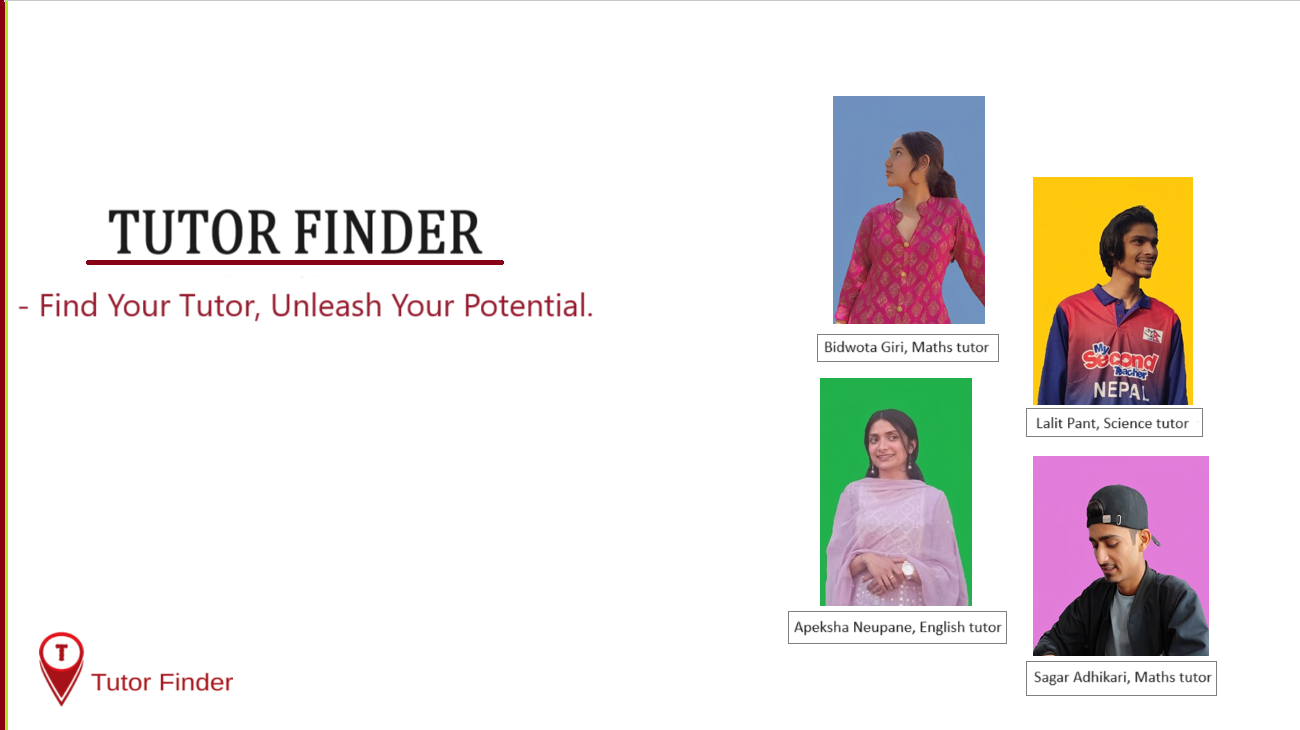 TUTOR FINDER
- Find Your Tutor, Unleash Your Potential.
Bidwota Giri, Maths tutor
My
Second
Teacher
NEPAL
Lalit Pant, Science tutor
Apeksha Neupane, English tutor
Sagar Adhikari, Maths tutor
T
Tutor Finder